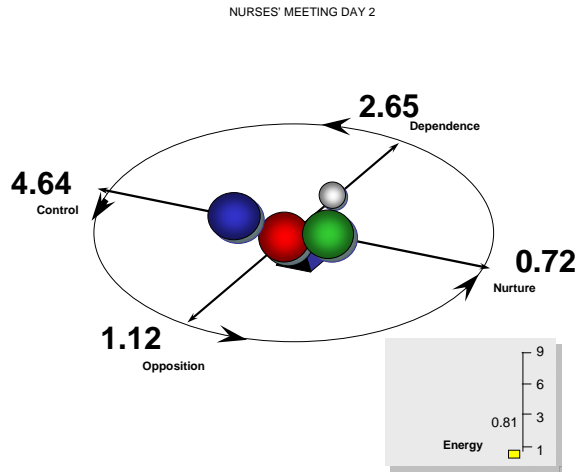 NURSES' MEETING DAY 2
2.65
Dependence
4.64
Control
0.72
Nurture
1.12
Opposition
9
6
0.81
3
Energy
1